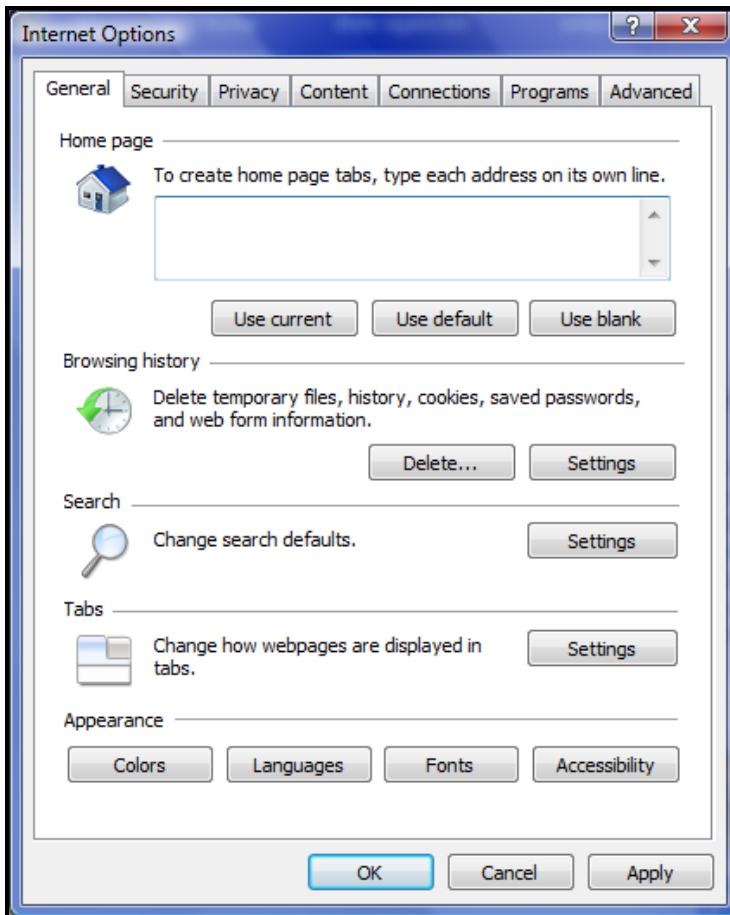 Internet Options
General Security Privacy Content Connections Programs Advanced
Home page
To create home page tabs, type each address on its own line.
Use current Use default Use blank
Browsing history
Delete temporary files, history, cookies, saved passwords,
and web form information.
Delete... Settings
Search
Change search defaults.
Settings
Tabs
Change how webpages are displayed in
tabs.
Settings
Appearance
Colors Languages Fonts Accessibility
OK Cancel Apply